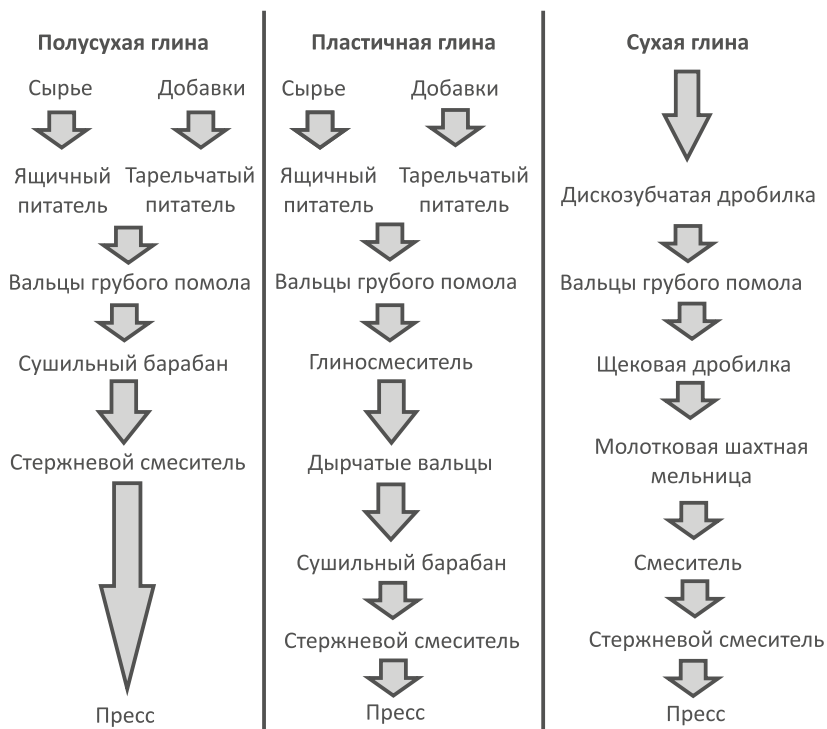 Полусухая глина
Сырье
Добавки
Ящичный
питатель
Тарельчатый
питатель
Вальцы грубого помола
Сушильный барабан
Стержневой смеситель
Пресс
Пластичная глина
Сырье
Добавки
Ящичный
питатель
Тарельчатый
питатель
Вальцы грубого помола
Глиносмеситель
Дырчатые вальцы
Сушильный барабан
Стержневой смеситель
Пресс
Сухая глина
Дискозубчатая дробилка
Вальцы грубого помола
Щековая дробилка
Молотковая шахтная
мельница
Смеситель
Стержневой смеситель
Пресс